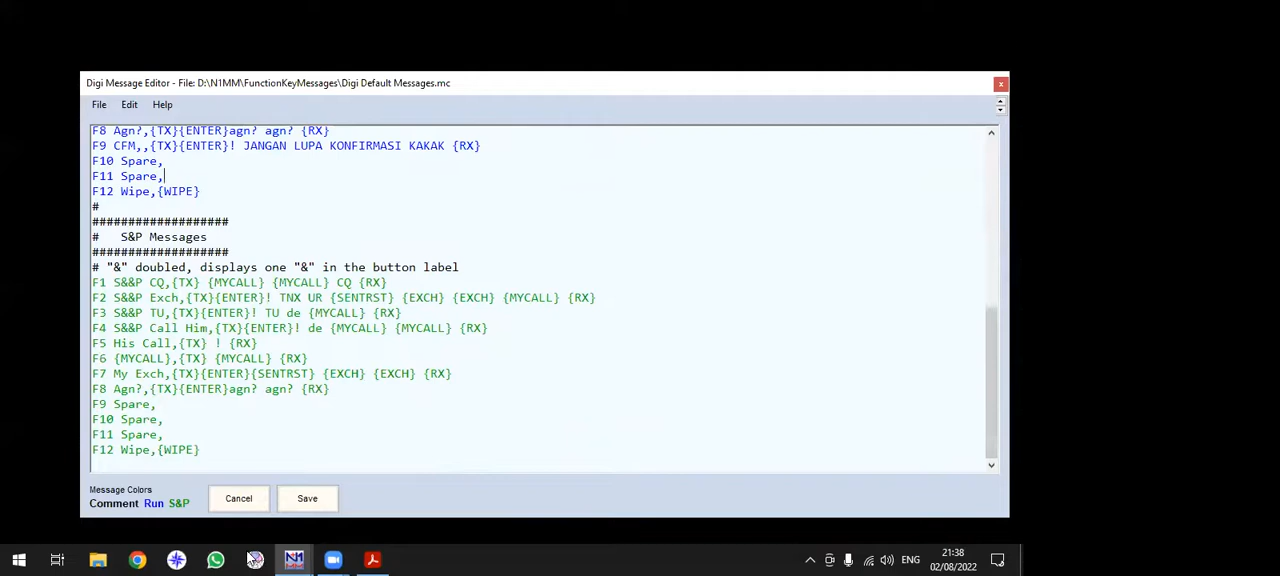 Digi Message Editor - File: D:\N1MM\FunctionKeyMessages\Digi Default Messages.mc
File Edit Help
F8 Agn?,{TX}{ENTER}agn? agn? {RX}
F9 CFM,,{TX}{ENTER}! JANGAN LUPA KONFIRMASI KAKAK {RX}
F10 Spare,
F11 Spare,
F12 Wipe,{WIPE}
#
###################
#   S&P Messages
###################
# "&" doubled, displays one "&" in the button label
F1 S&&P CQ,{TX} {MYCALL} {MYCALL} CQ {RX}
F2 S&&P Exch,{TX}{ENTER}! TNX UR {SENTRST} {EXCH} {EXCH} {MYCALL} {RX}
F3 S&&P TU,{TX}{ENTER}! TU de {MYCALL} {RX}
F4 S&&P Call Him,{TX}{ENTER}! de {MYCALL} {MYCALL} {RX}
F5 His Call,{TX} ! {RX}
F6 {MYCALL},{TX} {MYCALL} {RX}
F7 My Exch,{TX}{ENTER}{SENTRST} {EXCH} {EXCH} {RX}
F8 Agn?,{TX}{ENTER}agn? agn? {RX}
F9 Spare,
F10 Spare,
F11 Spare,
F12 Wipe,{WIPE}
Message Colors
Comment Run S&P
Cancel Save
ENG
21:38
02/08/2022